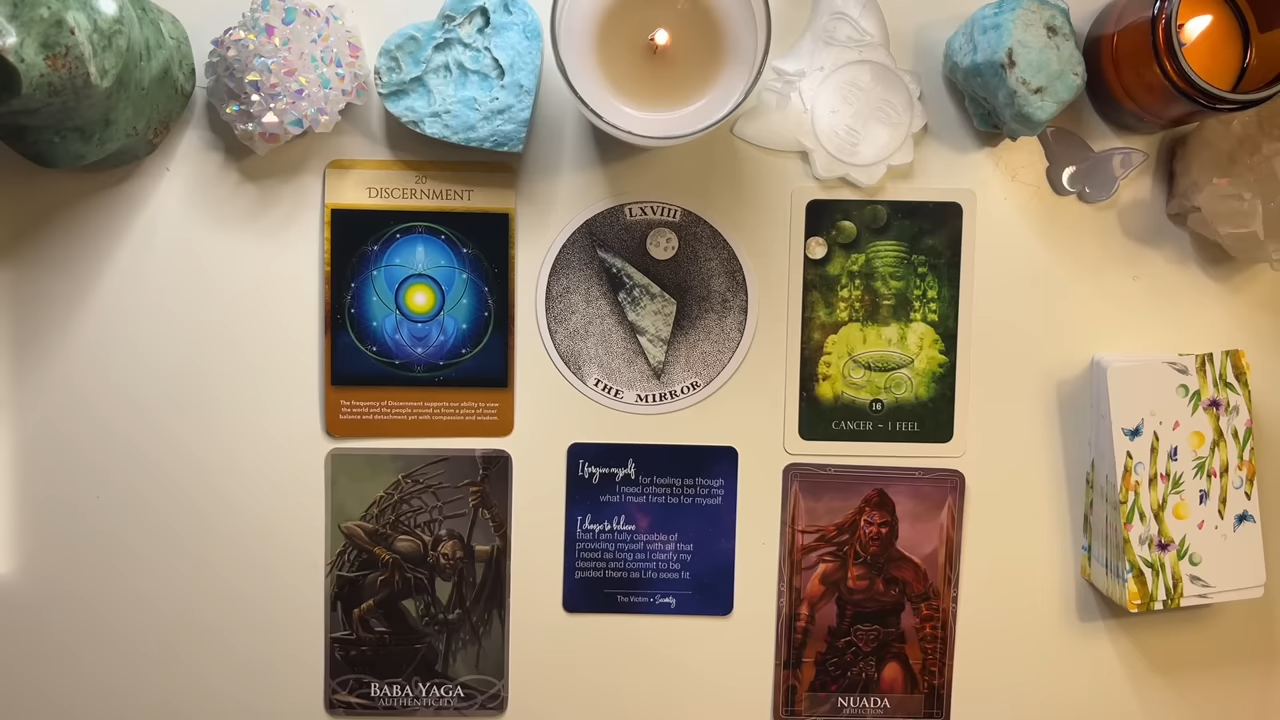 20
DISCERNMENT
The frequency of Discernment supports our ability to view
the world and the people around us from a place of inner
balance and detachment yet with compassion and wisdom.
LXVIII
THE MIRROR
16
CANCER ~ I FEEL
BABA YAGA
AUTHENTICITY
I forgive myself
for feeling as though
I need others to be for me
what I must first be for myself.
I choose to believe
that I am fully capable of
providing myself with all that
I need as long as I clarify my
desires and commit to be
guided there as Life sees fit.
The Victim • Security
NUADA
PERFECTION